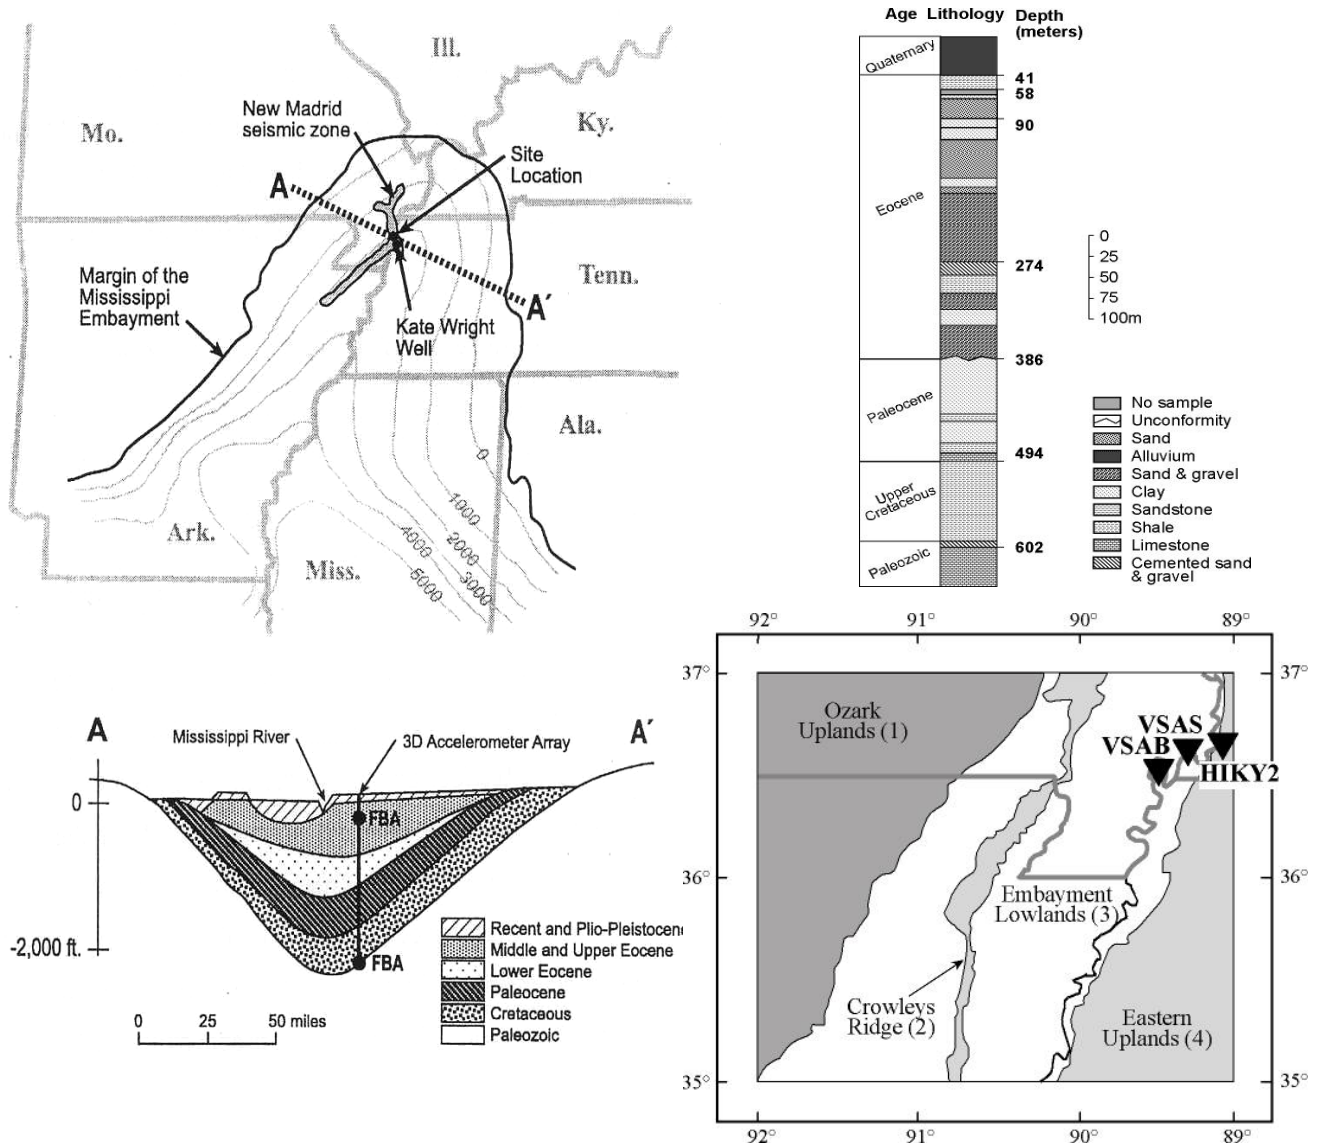 Ill.
Mo.
Ky.
New Madrid
seismic zone
Site
Location
A
Tenn.
Margin of the
Mississippi
Embayment
A´
Kate Wright
Well
Ala.
Ark.
Miss.
0
1000
2000
3000
4000
5000
Age Lithology Depth
(meters)
Quaternary
41
58
90
Eocene
274
386
Paleocene
494
Upper
Cretaceous
602
Paleozoic
0
25
50
75
100m
No sample
Unconformity
Sand
Alluvium
Sand & gravel
Clay
Sandstone
Shale
Limestone
Cemented sand
& gravel
A
A´
Mississippi River
3D Accelerometer Array
0
FBA
-2,000 ft.
FBA
0 25 50 miles
Recent and Plio-Pleistocen
Middle and Upper Eocene
Lower Eocene
Paleocene
Cretaceous
Paleozoic
92° 91° 90° 89°
37° 37°
Ozark
Uplands (1)
VSAS
VSAB
HIKY2
36° 36°
Embayment
Lowlands (3)
Crowleys
Ridge (2)
Eastern
Uplands (4)
35° 35°
92° 91° 90° 89°